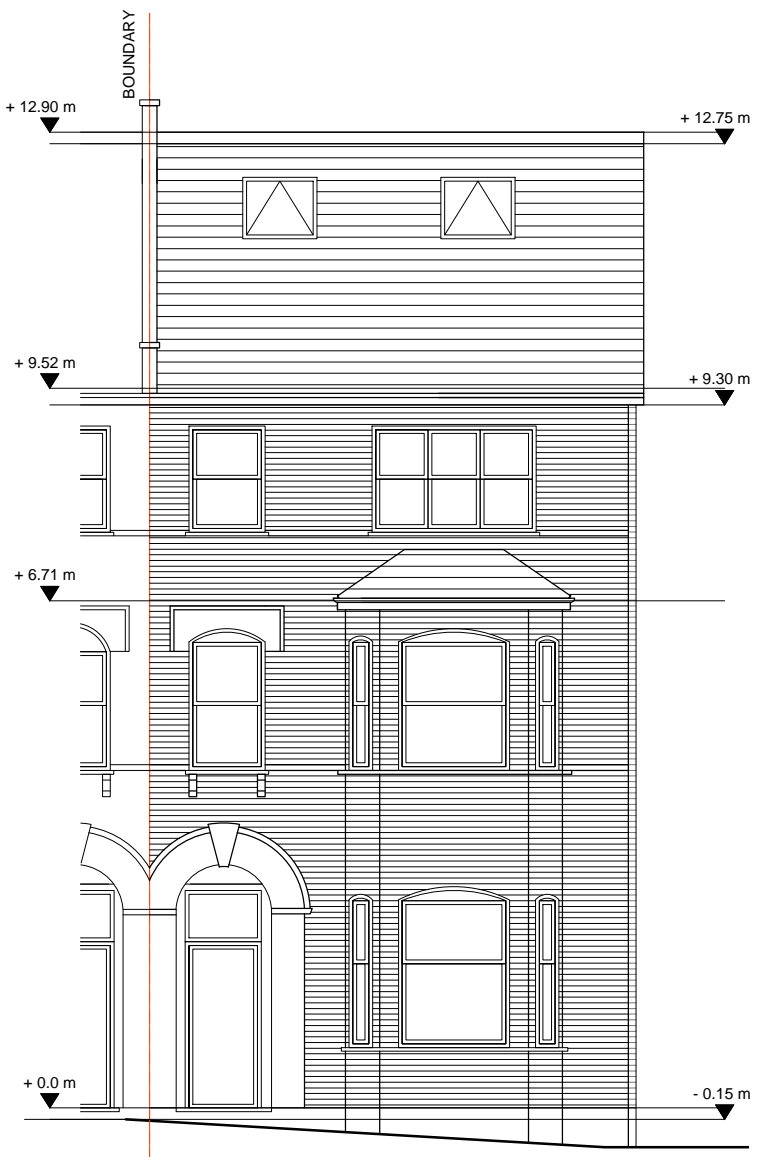 BOUNDARY
+ 12.90 m
+ 12.75 m
+ 9.52 m
+ 9.30 m
+ 6.71 m
+ 0.0 m
- 0.15 m